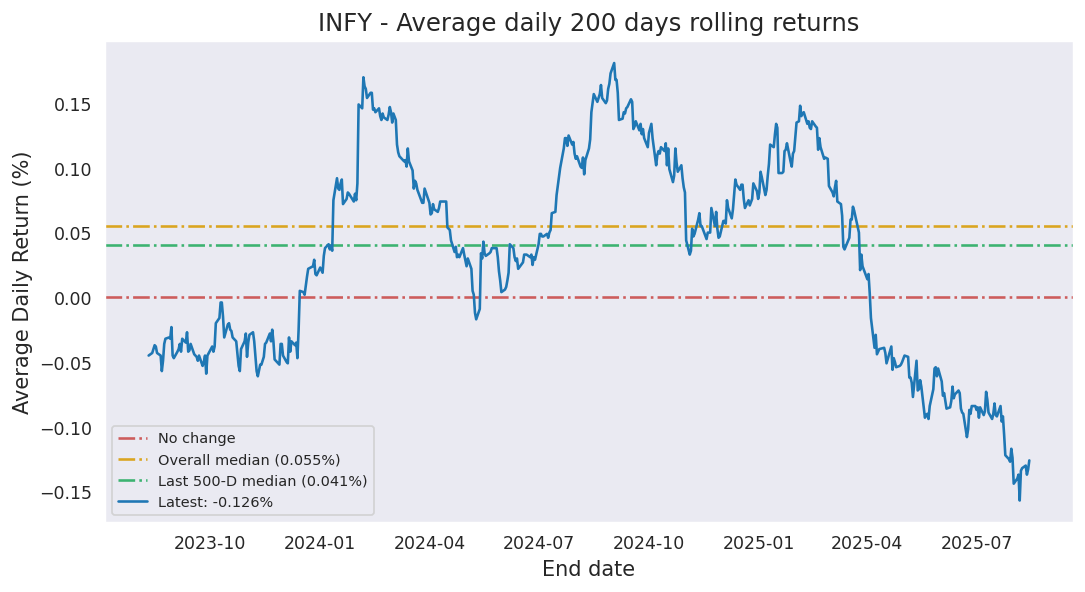 INFY - Average daily 200 days rolling returns
Average Daily Return (%)
0.15
0.10
0.05
0.00
−0.05
−0.10
−0.15
No change
Overall median (0.055%)
Last 500-D median (0.041%)
Latest: -0.126%
2023-10 2024-01 2024-04 2024-07 2024-10 2025-01 2025-04 2025-07
End date